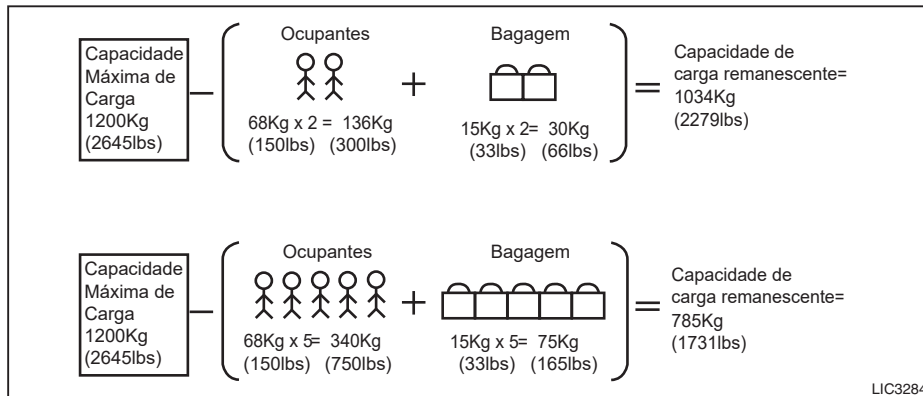 Capacidade
Máxima de
Carga
1200Kg
(2645lbs)
Ocupantes
68Kg x 2 = 136Kg
(150lbs) (300lbs)
+
Bagagem
15Kg x 2= 30Kg
(33lbs) (66lbs)
=
Capacidade de
carga remanescente=
1034Kg
(2279lbs)
Capacidade
Máxima de
Carga
1200Kg
(2645lbs)
Ocupantes
68Kg x 5= 340Kg
(150lbs) (750lbs)
+
Bagagem
15Kg x 5= 75Kg
(33lbs) (165lbs)
=
Capacidade de
carga remanescente=
785Kg
(1731lbs)
LIC3284